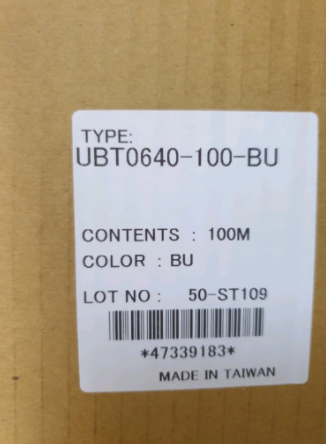 TYPE:
UBT0640-100-BU
CONTENTS : 100M
COLOR : BU
LOT NO : 50-ST109
*47339183*
MADE IN TAIWAN